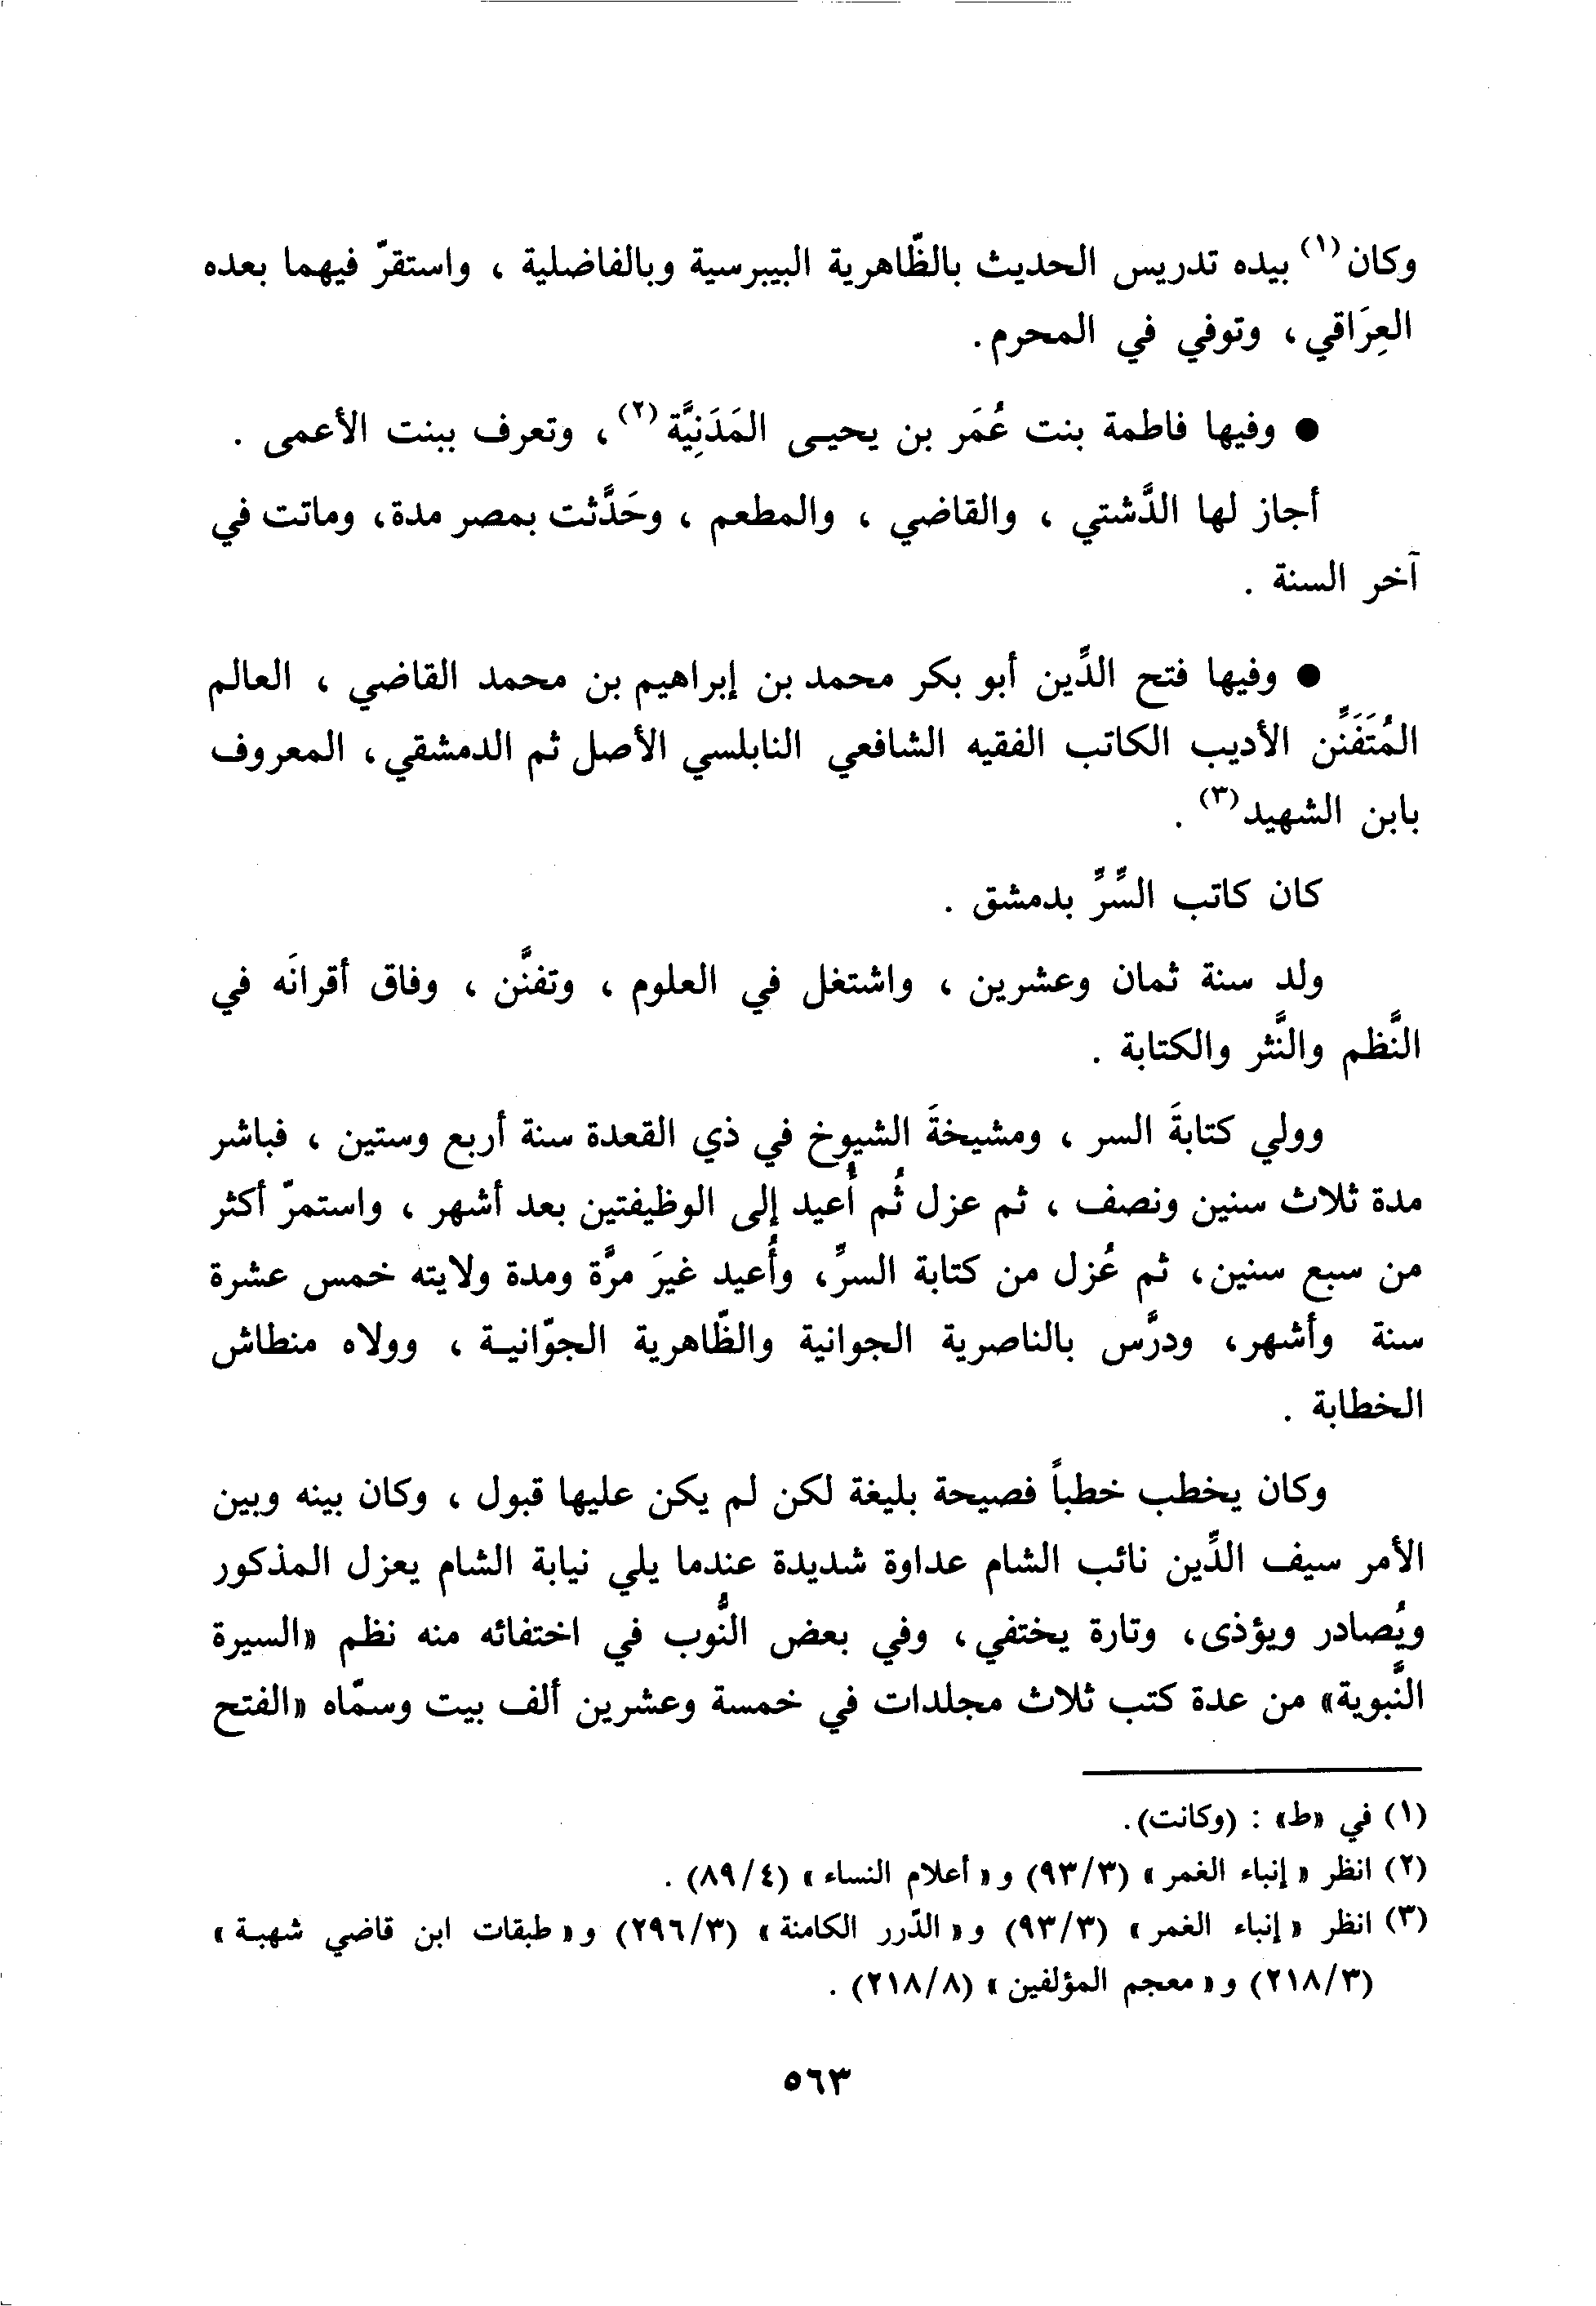 وكان(١) بيده تدريس الحديث بالظّاهرية البيبرسية وبالفاضلية ، واستقرّ فيهما بعده
العِرَاقي ، وتوفي في المحرم .
● وفيها فاطمة بنت عُمَر بن يحيـى المَدَنِيَّة(٢) ، وتعرف ببنت الأعمى .
أجاز لها الدَّشتي ، والقاضي ، والمطعم ، وحَدَّثت بمصر مدة، وماتت في
آخر السنة .
● وفيها فتح الدِّين أبو بكر محمد بن إبراهيم بن محمد القاضي ، العالم
المُتَفَنِّن الأديب الكاتب الفقيه الشافعي النابلسي الأصل ثم الدمشقي ، المعروف
بابن الشهيد(٣) .
كان كاتب السِّرِّ بدمشق .
ولد سنة ثمان وعشرين ، واشتغل في العلوم ، وتفنَّن ، وفاق أقرانَه في
النَّظم والنَّثر والكتابة .
وولي كتابةَ السر ، ومشيخةَ الشيوخ في ذي القعدة سنة أربع وستين ، فباشر
مدة ثلاث سنين ونصف ، ثم عزل ثُم أُعيد إلى الوظيفتين بعد أشهر ، واستمرّ أكثر
من سبع سنين، ثم عُزل من كتابة السرِّ، وأُعيد غيرَ مرَّة ومدة ولايته خمس عشرة
سنة وأشهر، ودرَّس بالناصرية الجوانية والظّاهرية الجوّانيـة ، وولاه منطاش
الخطابة .
وكان يخطب خطباً فصيحة بليغة لكن لم يكن عليها قبول ، وكان بينه وبين
الأمر سيف الدِّين نائب الشام عداوة شديدة عندما يلي نيابة الشام يعزل المذكور
ويُصادر ويؤذى، وتارة يختفي، وفي بعض النُّوب في اختفائه منه نظم «السيرة
النَّبوية» من عدة كتب ثلاث مجلدات في خمسة وعشرين ألف بيت وسمّاه «الفتح
(١) في «ط» : (وكانت).
(٢) انظر «إنباء الغمر» (٩٣/٣) و«أعلام النساء» (٨٩/٤) .
(٣) انظر «إنباء الغمر» (٩٣/٣) و«الدّرر الكامنة» (٢٩٦/٣) و«طبقات ابن قاضي شهبـة»
(٢١٨/٣) و«معجم المؤلفين» (٢١٨/٨) .
٥٦٣